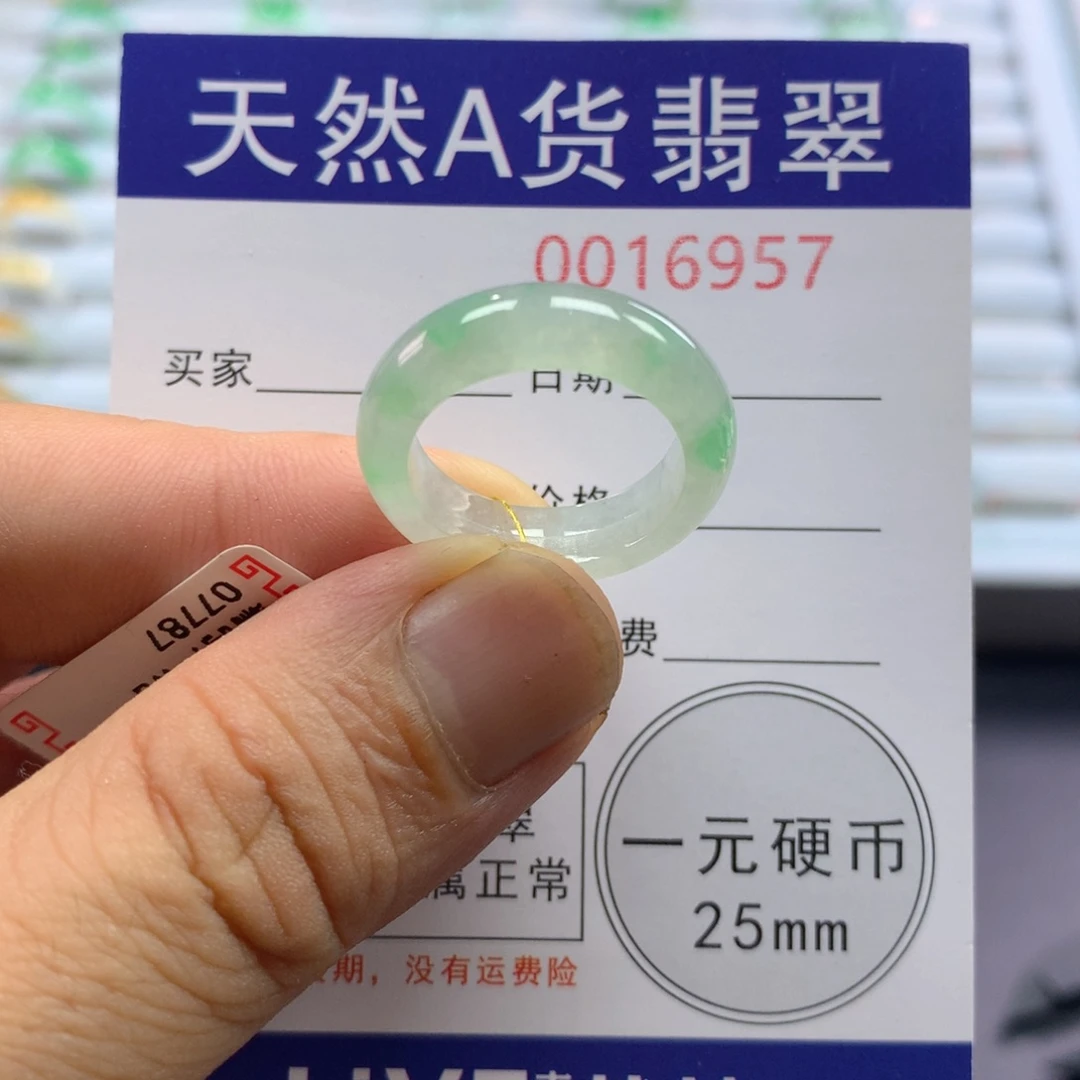 天然A货翡翠
0016957
买家
日期
价格
费
07787
翠
属正常
期，没有运费险
一元硬币
25mm